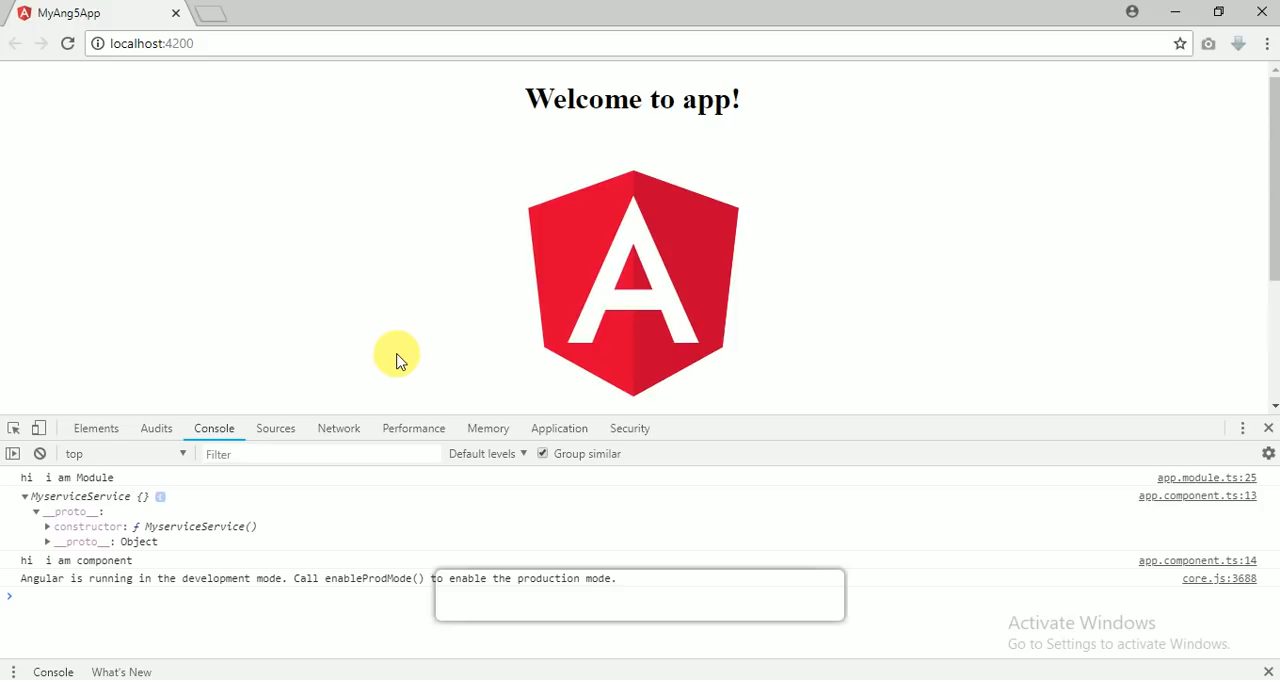 MyAng5App
localhost:4200
Welcome to app!
Elements Audits Console Sources Network Performance Memory Application Security
top Filter Default levels Group similar
hi i am Module app.module.ts:25
MyserviceService {} app.component.ts:13
__proto__:
constructor: ƒ MyserviceService()
__proto__: Object
hi i am component app.component.ts:14
Angular is running in the development mode. Call enableProdMode() to enable the production mode. core.js:3688
Activate Windows
Go to Settings to activate Windows.
Console What's New